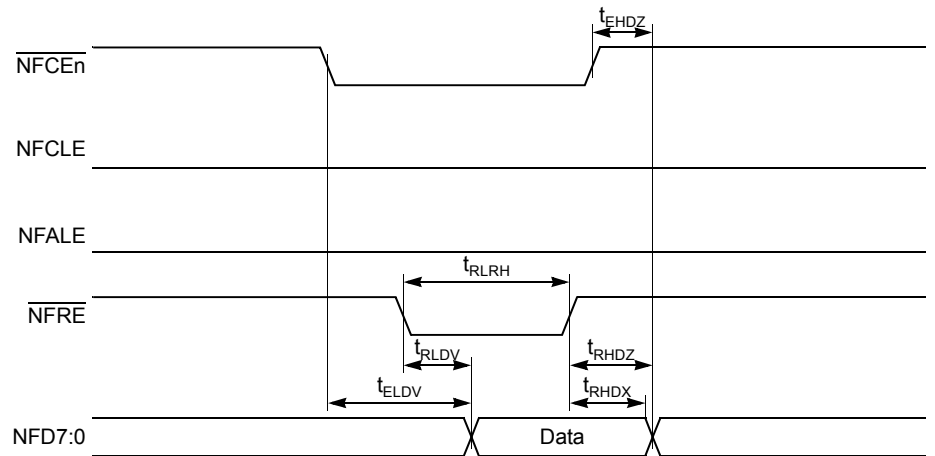 tEHDZ
NFCEn
NFCLE
NFALE
tRLRH
NFRE
tRLDV
tRHDZ
tELDV
tRHDX
NFD7:0 Data